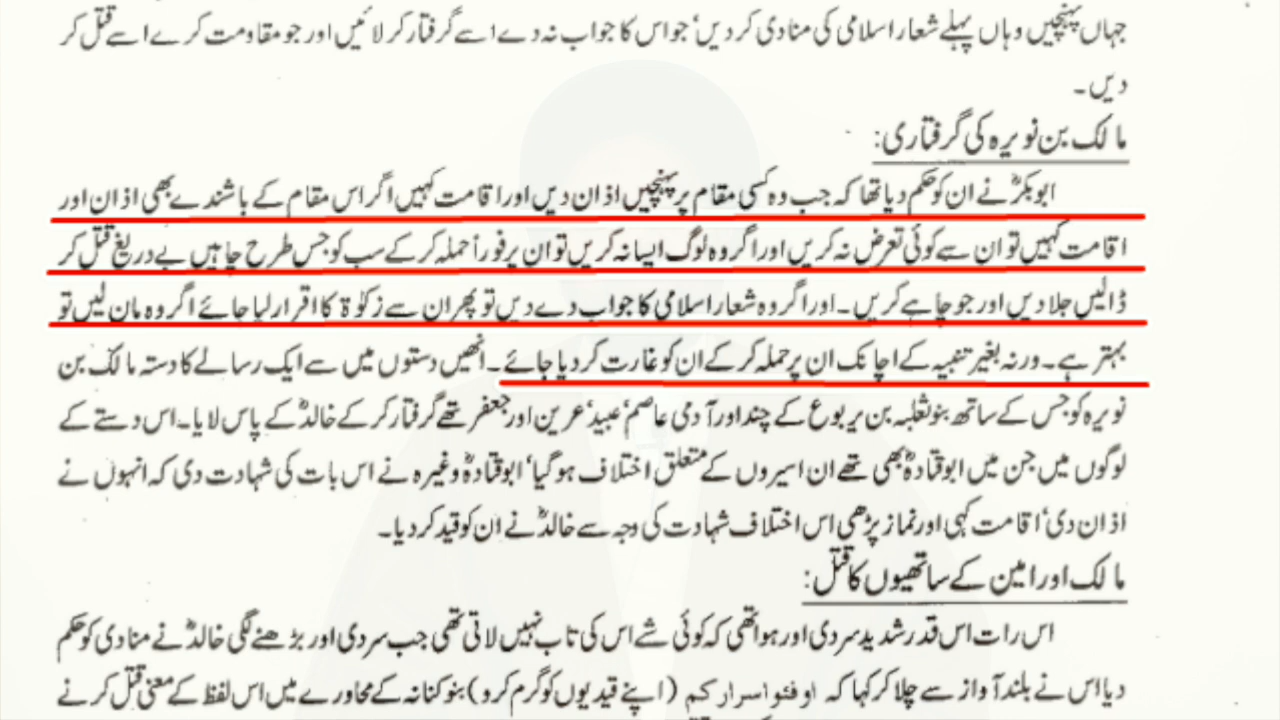 جہاں پہنچیں وہاں پہلے شعار اسلامی کی منادی کر دیں، جو اس کا جواب نہ دے اسے گرفتار کر لائیں اور جو مقاومت کرے اسے قتل کر
دیں۔
مالک بن نویرہ کی گرفتاری:
ابوبکرؓ نے ان کو حکم دیا تھا کہ جب وہ کسی مقام پر پہنچیں اذان دیں اور اقامت کہیں اگر اس مقام کے باشندے بھی اذان اور
اقامت کہیں تو ان سے کوئی تعرض نہ کریں اور اگر وہ لوگ ایسا نہ کریں تو ان پر فوراً حملہ کر کے سب کو جس طرح چاہیں بے دریغ قتل کر
ڈالیں جلا دیں اور جو چاہے کریں۔ اور اگر وہ شعار اسلامی کا جواب دے دیں تو پھر ان سے زکوٰۃ کا اقرار لیا جائے اگر وہ مان لیں تو
بہتر ہے۔ ورنہ بغیر تنبیہ کے اچانک ان پر حملہ کر کے ان کو غارت کر دیا جائے۔ انھیں دستوں میں سے ایک رسالے کا دستہ مالک بن
نویرہ کو جس کے ساتھ بنو ثعلبہ بن یربوع کے چند اور آدمی عاصم، عبید، عرین اور جعفر تھے گرفتار کر کے خالدؓ کے پاس لایا۔ اس دستے کے
لوگوں میں جن میں ابوقتادہؓ بھی تھے ان اسیروں کے متعلق اختلاف ہو گیا، ابوقتادہؓ وغیرہ نے اس بات کی شہادت دی کہ انہوں نے
اذان دی، اقامت کہی اور نماز پڑھی اس اختلاف شہادت کی وجہ سے خالدؓ نے ان کو قید کر دیا۔
مالک اور امین کے ساتھیوں کا قتل:
اس رات اس قدر شدید سردی اور ہوا تھی کہ کوئی شے اس کی تاب نہیں لاتی تھی جب سردی اور بڑھنے لگی خالدؓ نے منادی کو حکم
دیا اس نے بلند آواز سے چلا کر کہا کہ اوفئوا اسراركم (اپنے قیدیوں کو گرم کرو) بنو کنانہ کے محاورے میں اس لفظ کے معنی قتل کرنے